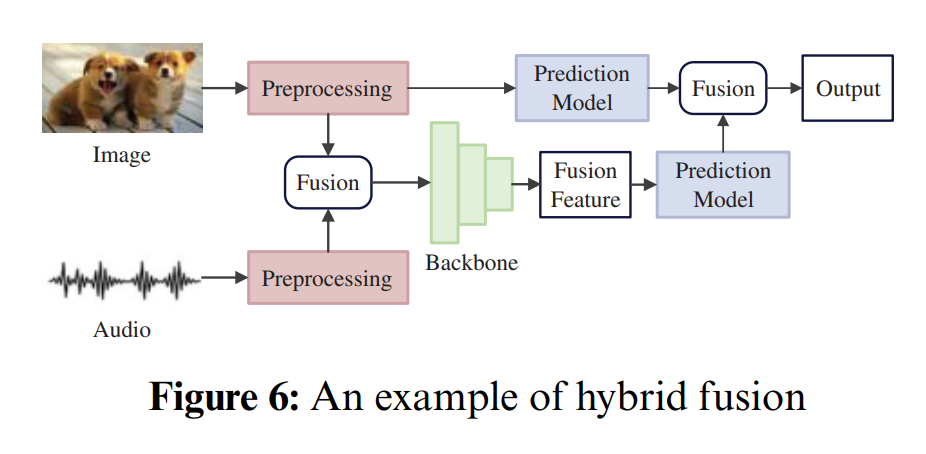 Preprocessing
Prediction
Model
Fusion
Output
Image
Fusion
Fusion
Feature
Prediction
Model
Backbone
Preprocessing
Audio
Figure 6: An example of hybrid fusion